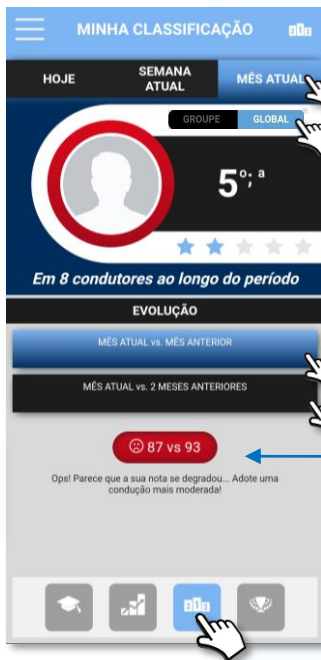 MINHA CLASSIFICAÇÃO
HOJE
SEMANA
ATUAL
MÊS ATUAL
GROUPE
GLOBAL
5º; ª
Em 8 condutores ao longo do período
EVOLUÇÃO
MÊS ATUAL vs. MÊS ANTERIOR
MÊS ATUAL vs. 2 MESES ANTERIORES
87 vs 93
Ops! Parece que a sua nota se degradou... Adote uma
condução mais moderada!